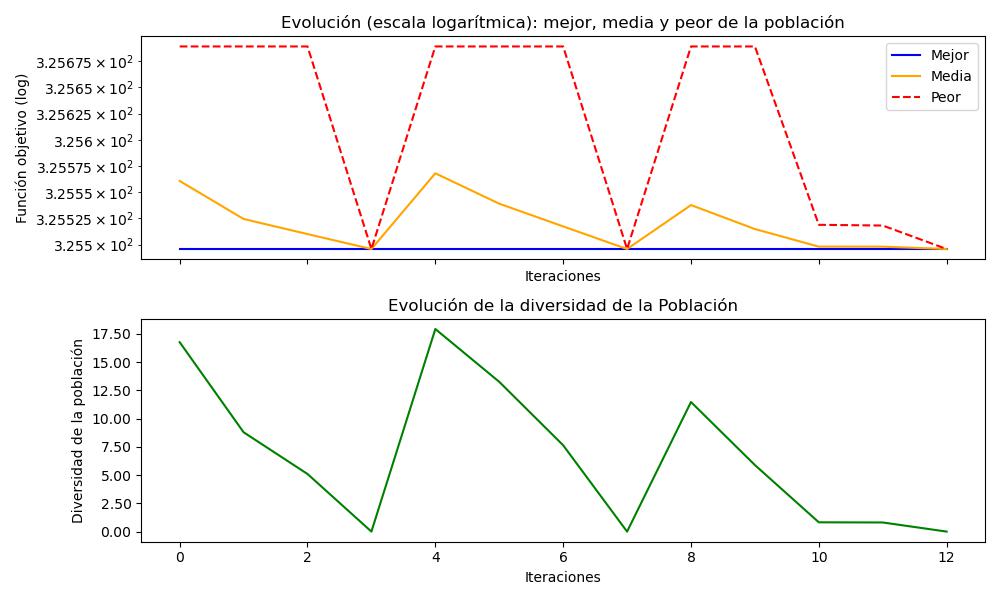 Evolución (escala logarítmica): mejor, media y peor de la población
Función objetivo (log)
3.25675 × 10²
3.2565 × 10²
3.25625 × 10²
3.256 × 10²
3.25575 × 10²
3.2555 × 10²
3.25525 × 10²
3.255 × 10²
Mejor
Media
Peor
Iteraciones
Evolución de la diversidad de la Población
Diversidad de la población
17.50
15.00
12.50
10.00
7.50
5.00
2.50
0.00
0 2 4 6 8 10 12
Iteraciones